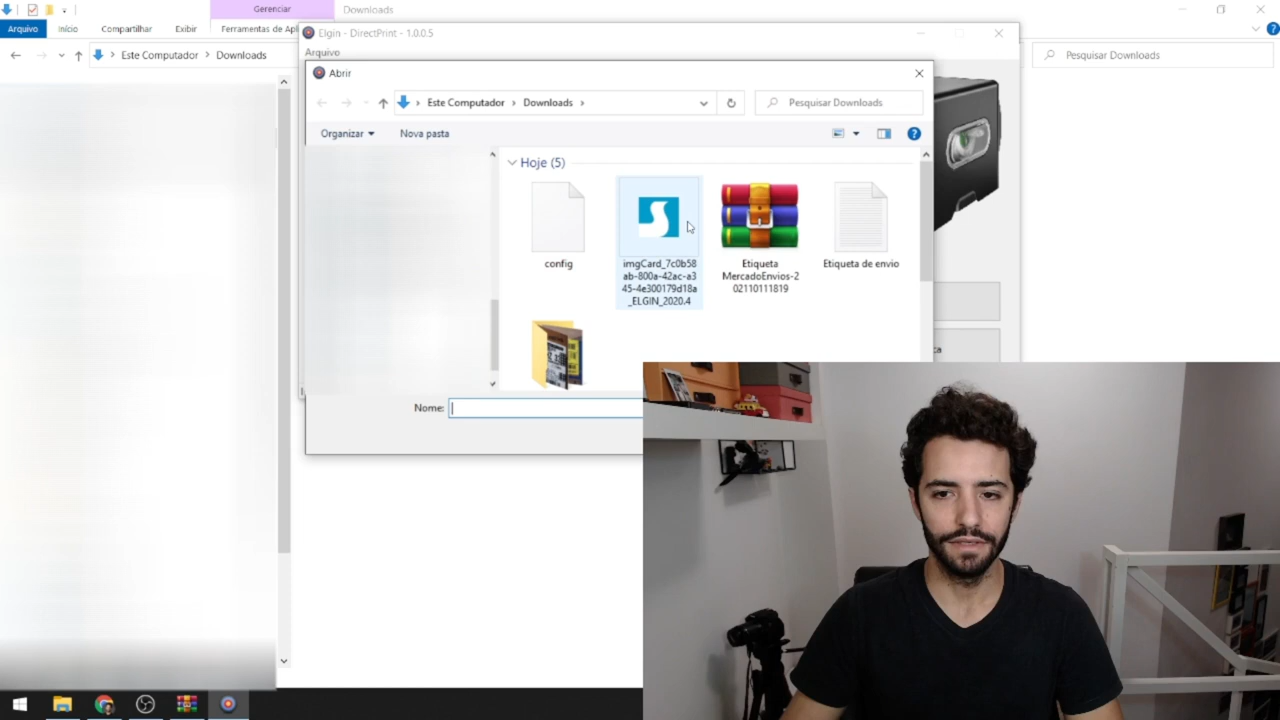 Gerenciar
Downloads
Arquivo
Início
Compartilhar
Exibir
Ferramentas de Apl
Este Computador
Downloads
Pesquisar Downloads
Elgin - DirectPrint - 1.0.0.5
Arquivo
Abrir
Este Computador
Downloads
Pesquisar Downloads
Organizar
Nova pasta
Hoje (5)
config
imgCard_7c0b58
ab-800a-42ac-a3
45-4e300179d18a
_ELGIN_2020.4
Etiqueta
MercadoEnvios-2
02110111819
Etiqueta de envio
ca
Nome: